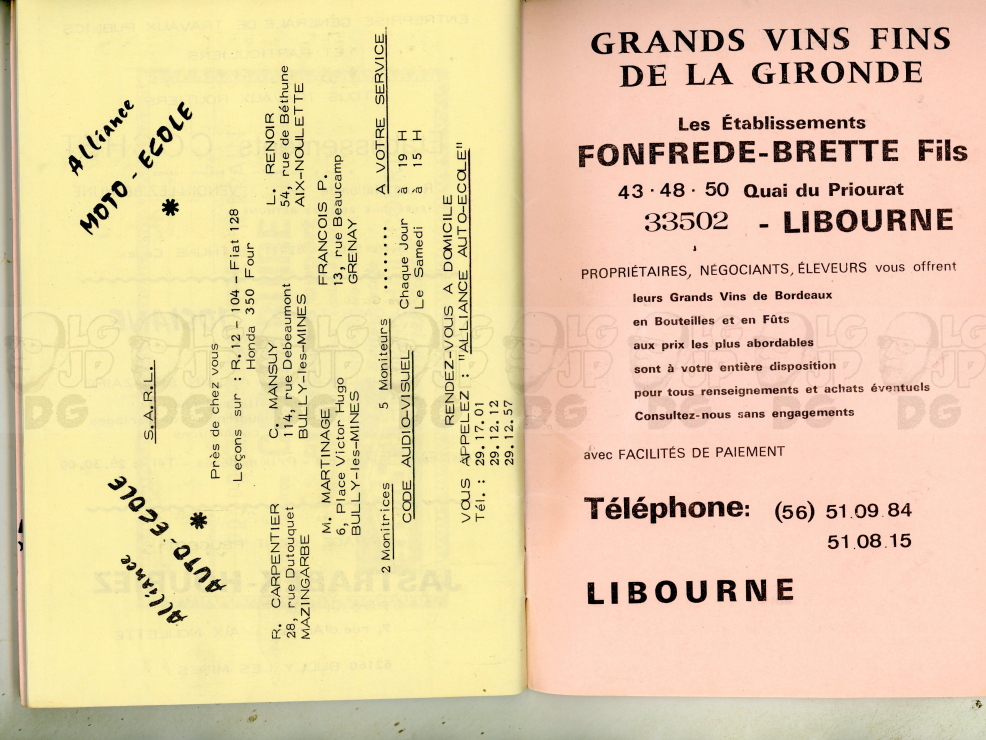 Alliance
AUTO-ECOLE
*
S.A.R.L.
Alliance
MOTO-ECOLE
*
Près de chez vous
Leçons sur : R.12 - 104 - Fiat 128
Honda 350 Four
R. CARPENTIER
28, rue Dutouquet
MAZINGARBE
C. MANSUY
114, rue Debeaumont
BULLY-les-MINES
L. RENOIR
54, rue de Béthune
AIX-NOULETTE
M. MARTINAGE
6, Place Victor Hugo
BULLY-les-MINES
FRANCOIS P.
13, rue Beaucamp
GRENAY
2 Monitrices 5 Moniteurs ........ A VOTRE SERVICE
CODE AUDIO-VISUEL Chaque Jour à 19 H
Le Samedi à 15 H
RENDEZ-VOUS A DOMICILE
VOUS APPELEZ : "ALLIANCE AUTO-ECOLE"
Tél. : 29.17.01
29.12.12
29.12.57
GRANDS VINS FINS
DE LA GIRONDE
Les Établissements
FONFREDE-BRETTE Fils
43 · 48 · 50 Quai du Priourat
33502 - LIBOURNE
PROPRIÉTAIRES, NÉGOCIANTS, ÉLEVEURS vous offrent
leurs Grands Vins de Bordeaux
en Bouteilles et en Fûts
aux prix les plus abordables
sont à votre entière disposition
pour tous renseignements et achats éventuels
Consultez-nous sans engagements
avec FACILITÉS DE PAIEMENT
Téléphone: (56) 51.09.84
51.08.15
LIBOURNE